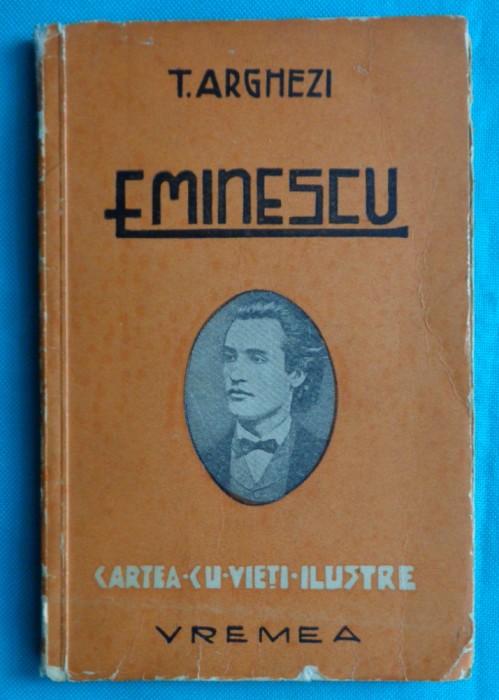 T. ARGHEZI
EMINESCU
CARTEA·CU·VIEȚI·ILUSTRE
VREMEA